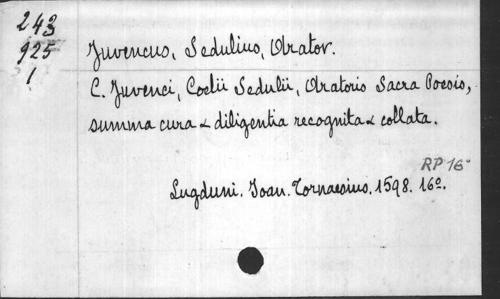 243
925
1
Juvencus, Sedulius, Arator.
C. Juvenci, Coelii Sedulii, Aratoris Sacra Poesis,
summa cura & diligentia recognita & collata.
RP 16°
Lugduni. Joan. Tornaesius. 1598. 16°.